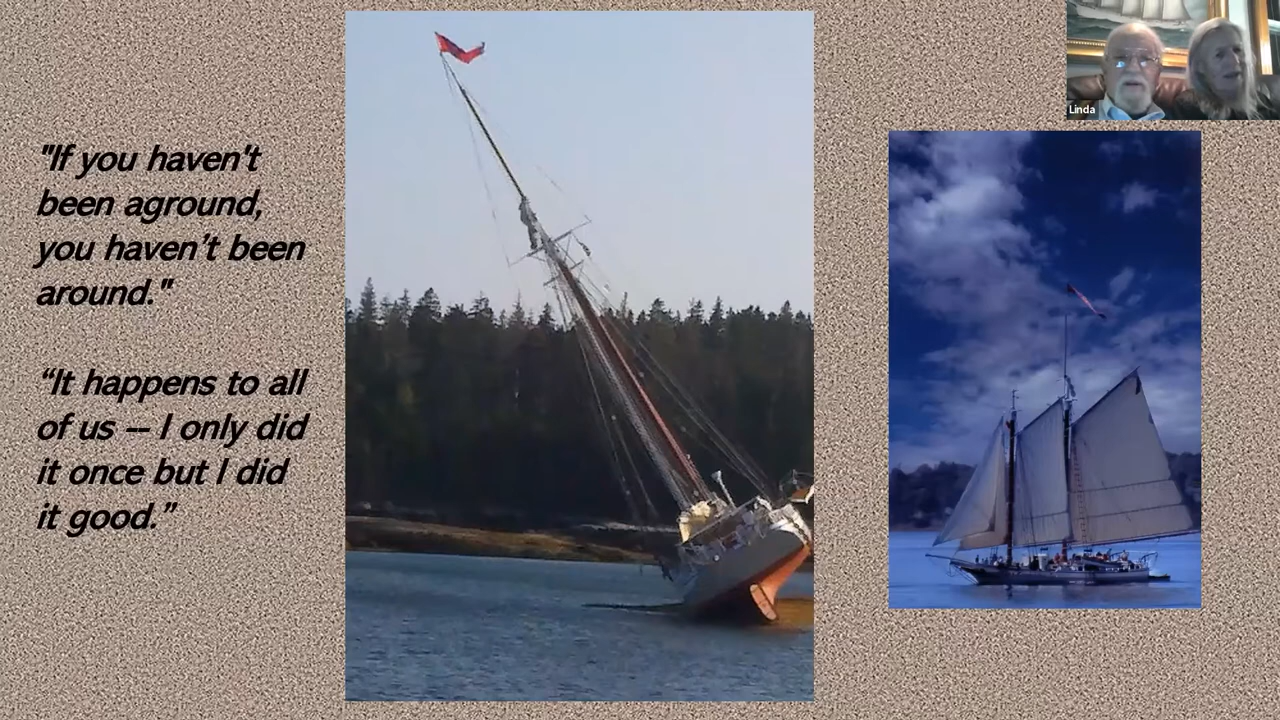 "If you haven't
been aground,
you haven’t been
around."
“It happens to all
of us -- I only did
it once but I did
it good.”
Linda